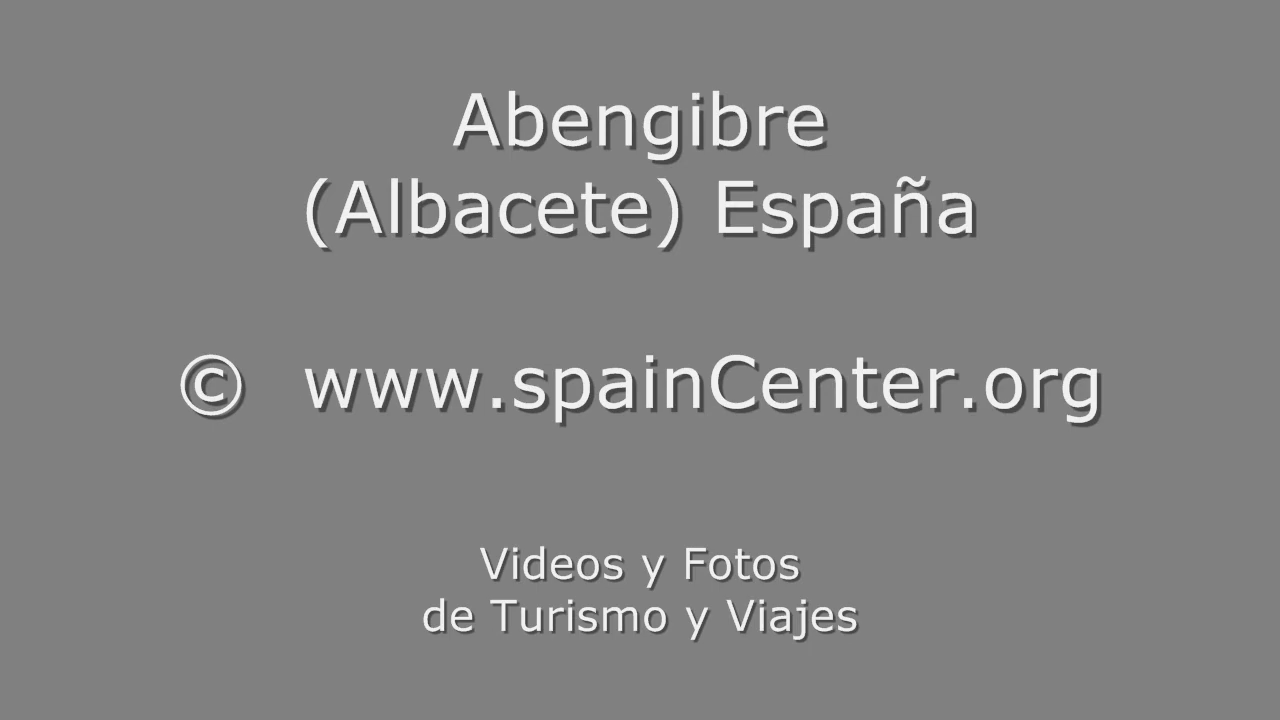 Abengibre
(Albacete) España
© www.spainCenter.org
Videos y Fotos
de Turismo y Viajes